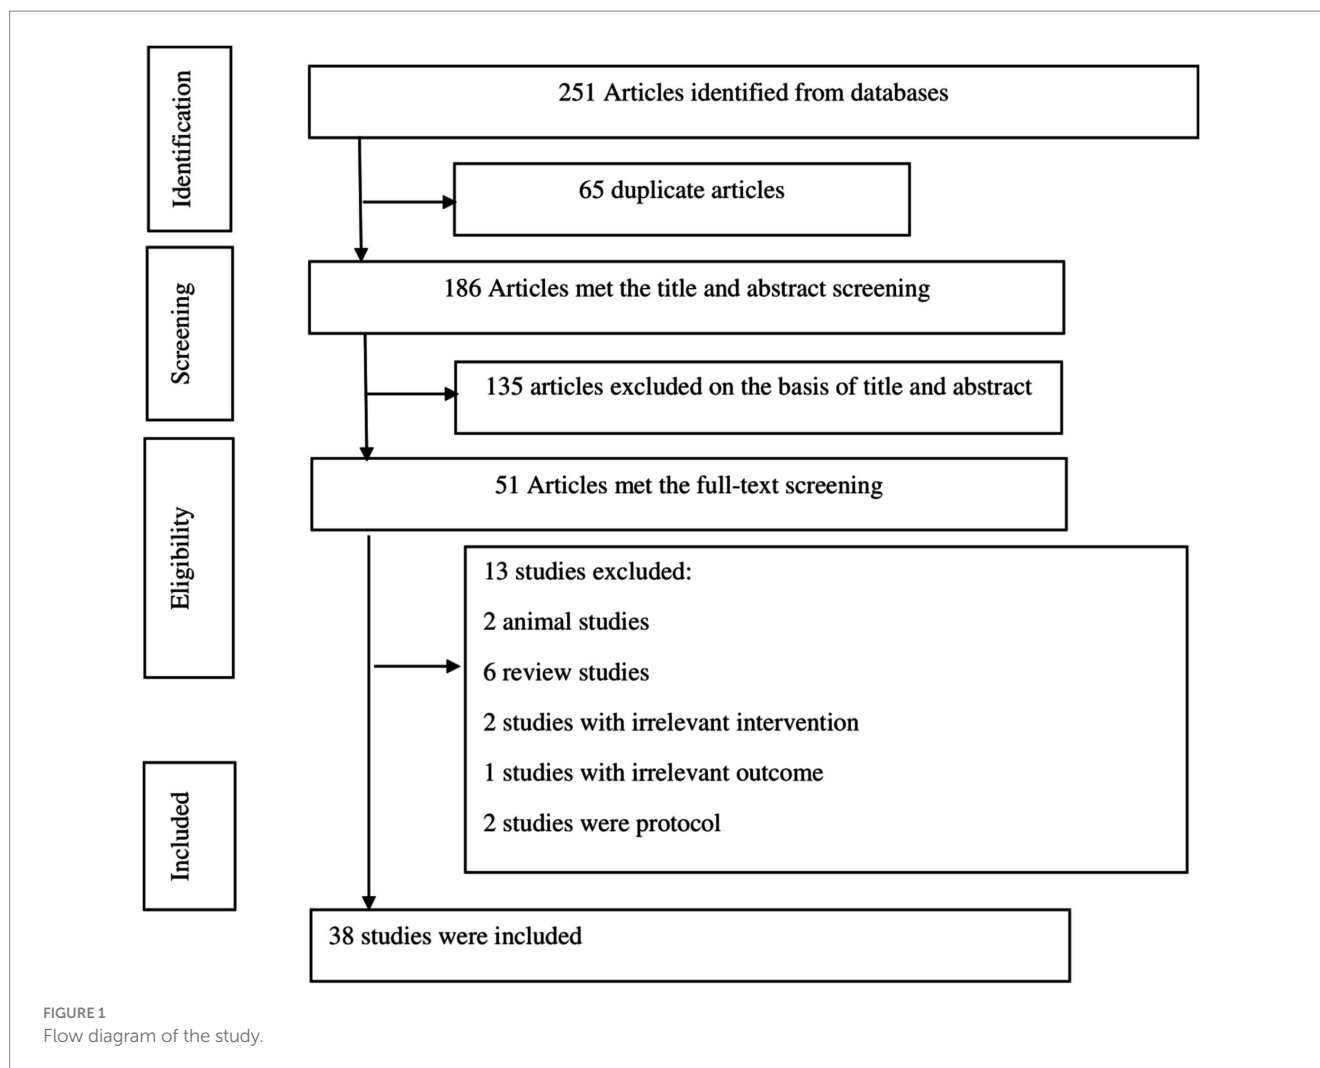 Identification
251 Articles identified from databases
65 duplicate articles
Screening
186 Articles met the title and abstract screening
135 articles excluded on the basis of title and abstract
Eligibility
51 Articles met the full-text screening
13 studies excluded:
2 animal studies
6 review studies
2 studies with irrelevant intervention
1 studies with irrelevant outcome
2 studies were protocol
Included
38 studies were included
FIGURE 1
Flow diagram of the study.